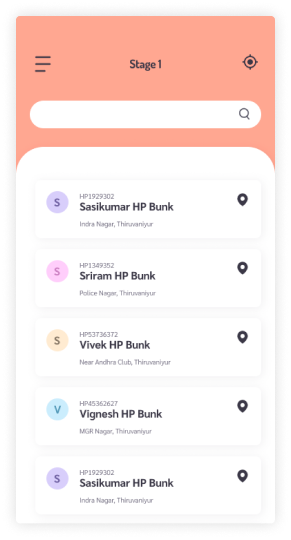 Stage 1
S
HP1929302
Sasikumar HP Bunk
Indra Nagar, Thiruvaniyur
S
HP1349352
Sriram HP Bunk
Police Nagar, Thiruvaniyur
S
HP53736372
Vivek HP Bunk
Near Andhra Club, Thiruvaniyur
V
HP45362627
Vignesh HP Bunk
MGR Nagar, Thiruvaniyur
S
HP1929302
Sasikumar HP Bunk
Indra Nagar, Thiruvaniyur